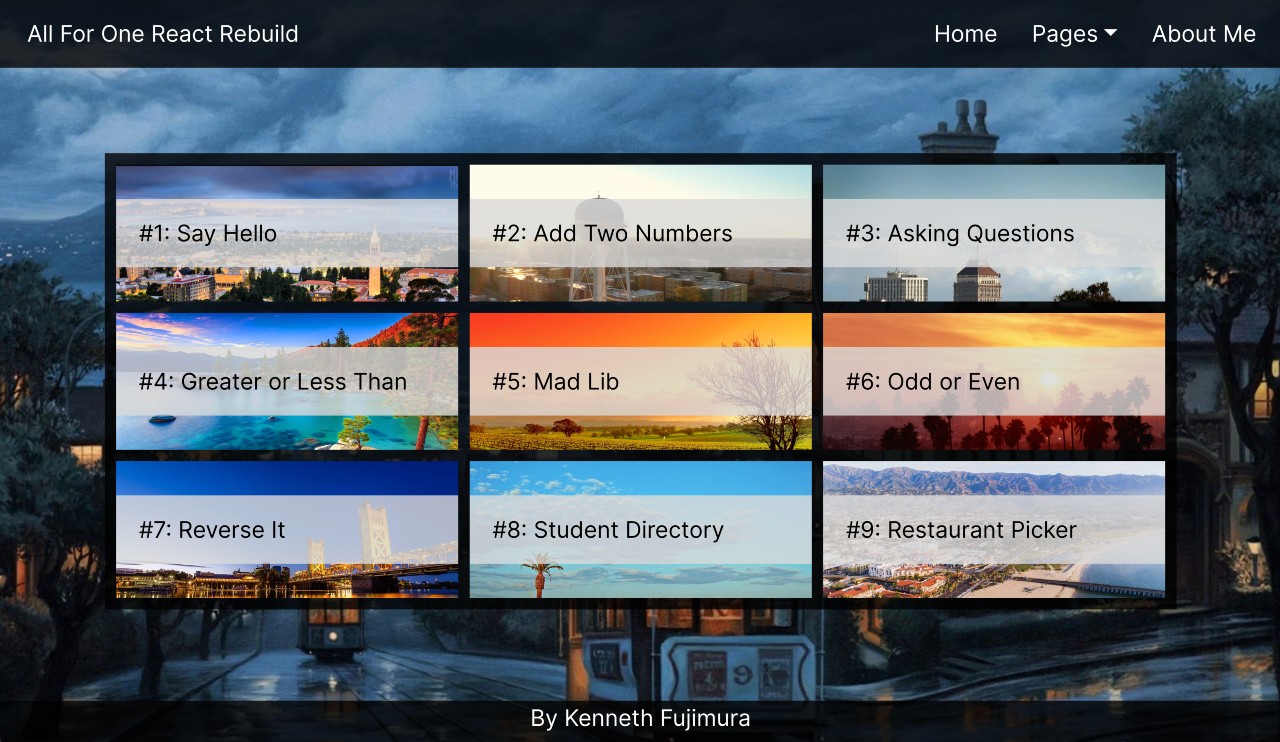 All For One React Rebuild
Home
Pages
About Me
#1: Say Hello
#2: Add Two Numbers
#3: Asking Questions
#4: Greater or Less Than
#5: Mad Lib
#6: Odd or Even
#7: Reverse It
#8: Student Directory
#9: Restaurant Picker
9
By Kenneth Fujimura